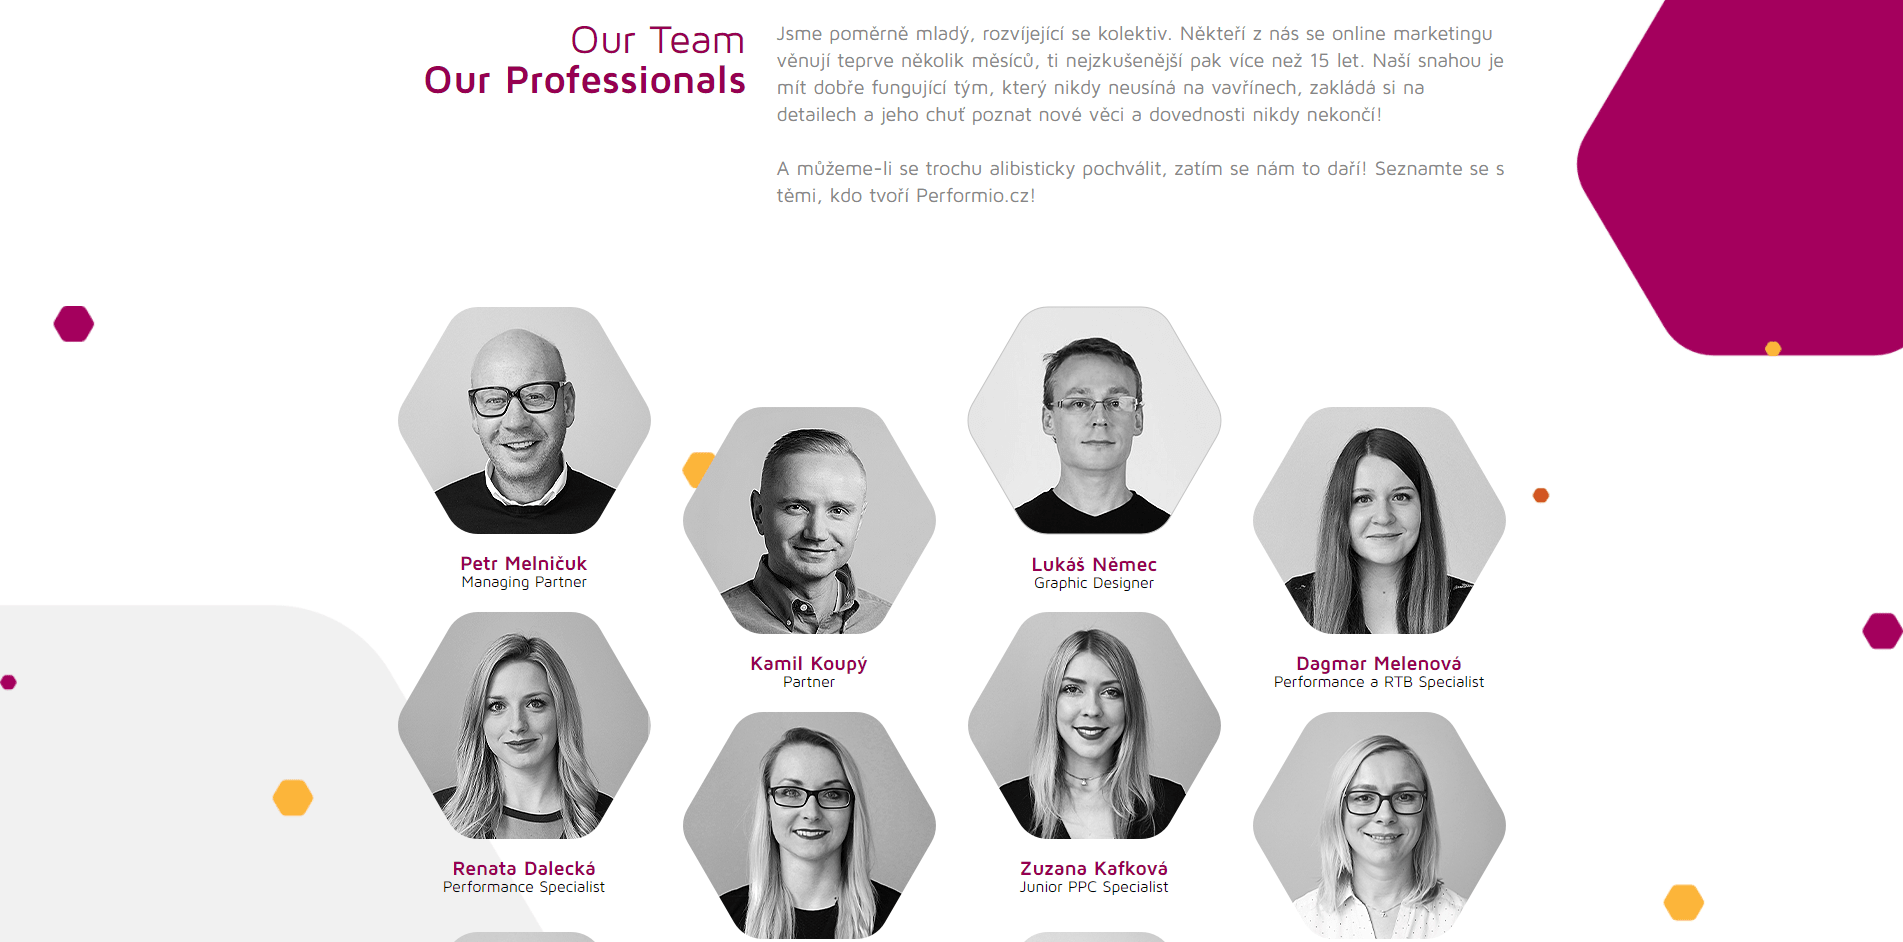 Our Team
Our Professionals
Jsme poměrně mladý, rozvíjející se kolektiv. Někteří z nás se online marketingu
věnují teprve několik měsíců, ti nejzkušenější pak více než 15 let. Naší snahou je
mít dobře fungující tým, který nikdy neusíná na vavřínech, zakládá si na
detailech a jeho chuť poznat nové věci a dovednosti nikdy nekončí!
A můžeme-li se trochu alibisticky pochválit, zatím se nám to daří! Seznamte se s
těmi, kdo tvoří Performio.cz!
Petr Melničuk
Managing Partner
Kamil Koupý
Partner
Lukáš Němec
Graphic Designer
Dagmar Melenová
Performance a RTB Specialist
Renata Dalecká
Performance Specialist
Zuzana Kafková
Junior PPC Specialist